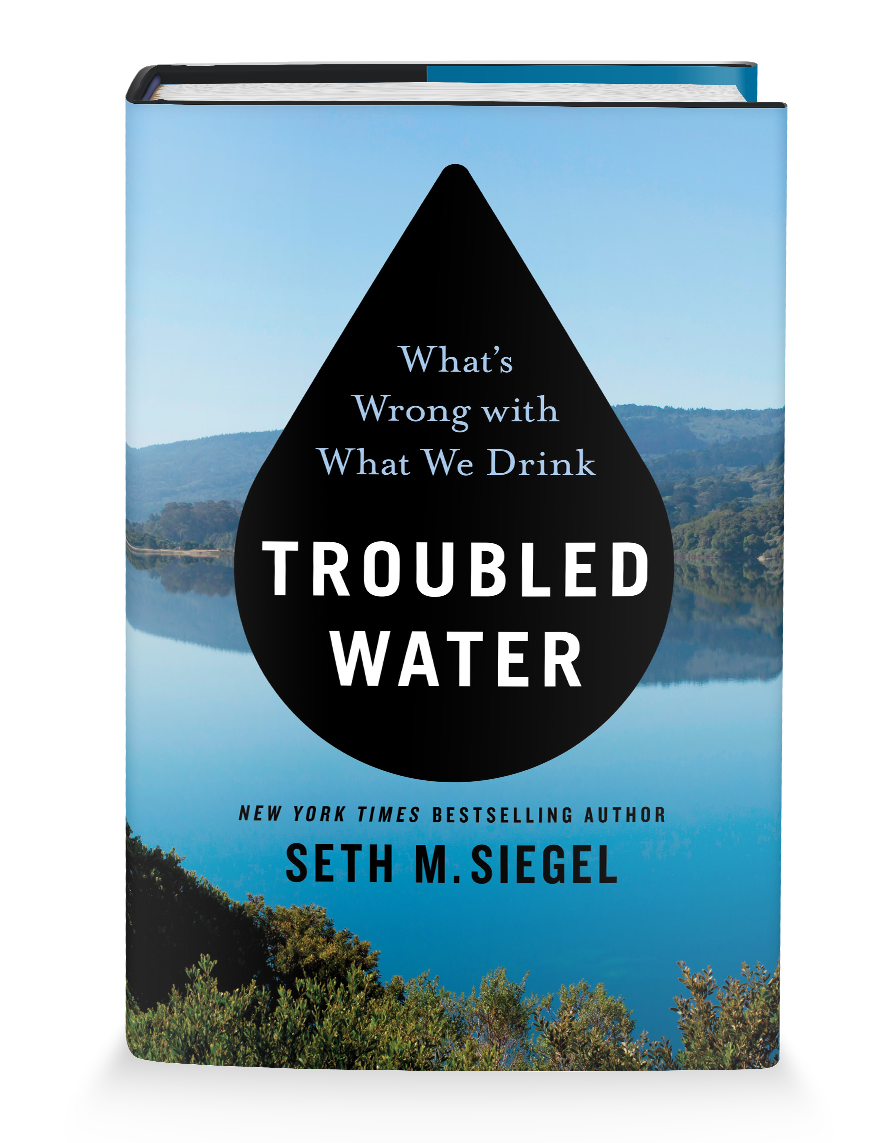 What's
Wrong with
What We Drink
TROUBLED
WATER
NEW YORK TIMES BESTSELLING AUTHOR
SETH M. SIEGEL